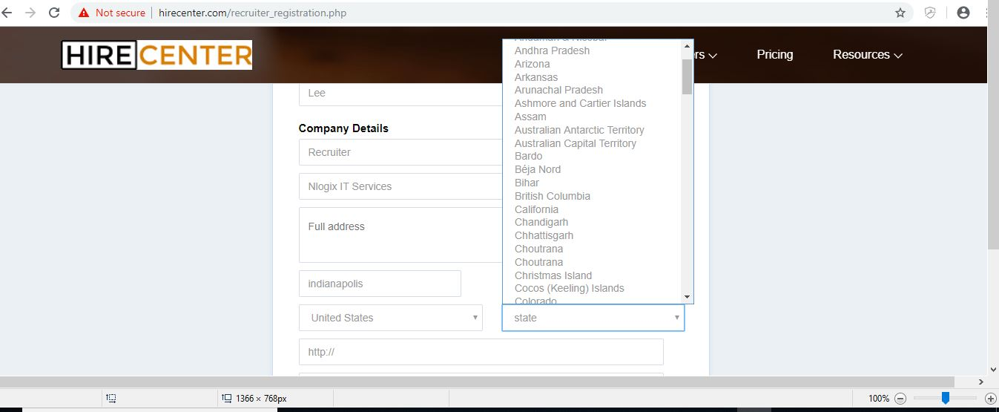 Not secure hirecenter.com/recruiter_registration.php
HIRE CENTER
ers Pricing Resources
Lee
Company Details
Recruiter
Nlogix IT Services
Full address
indianapolis
United States
state
Andaman & Nicobar
Andhra Pradesh
Arizona
Arkansas
Arunachal Pradesh
Ashmore and Cartier Islands
Assam
Australian Antarctic Territory
Australian Capital Territory
Bardo
Béja Nord
Bihar
British Columbia
California
Chandigarh
Chhattisgarh
Choutrana
Choutrana
Christmas Island
Cocos (Keeling) Islands
Colorado
http://
1366 × 768px
100%